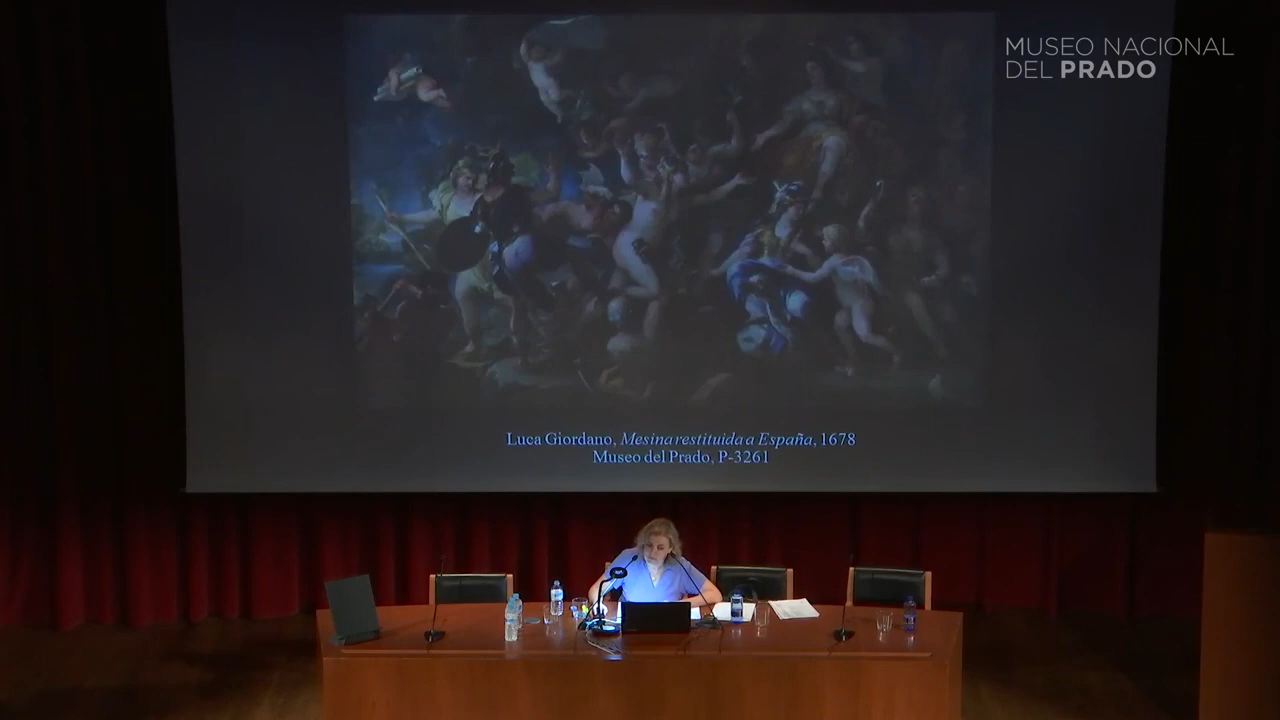 MUSEO NACIONAL
DEL PRADO
Luca Giordano, Mesina restituida a España, 1678
Museo del Prado, P-3261